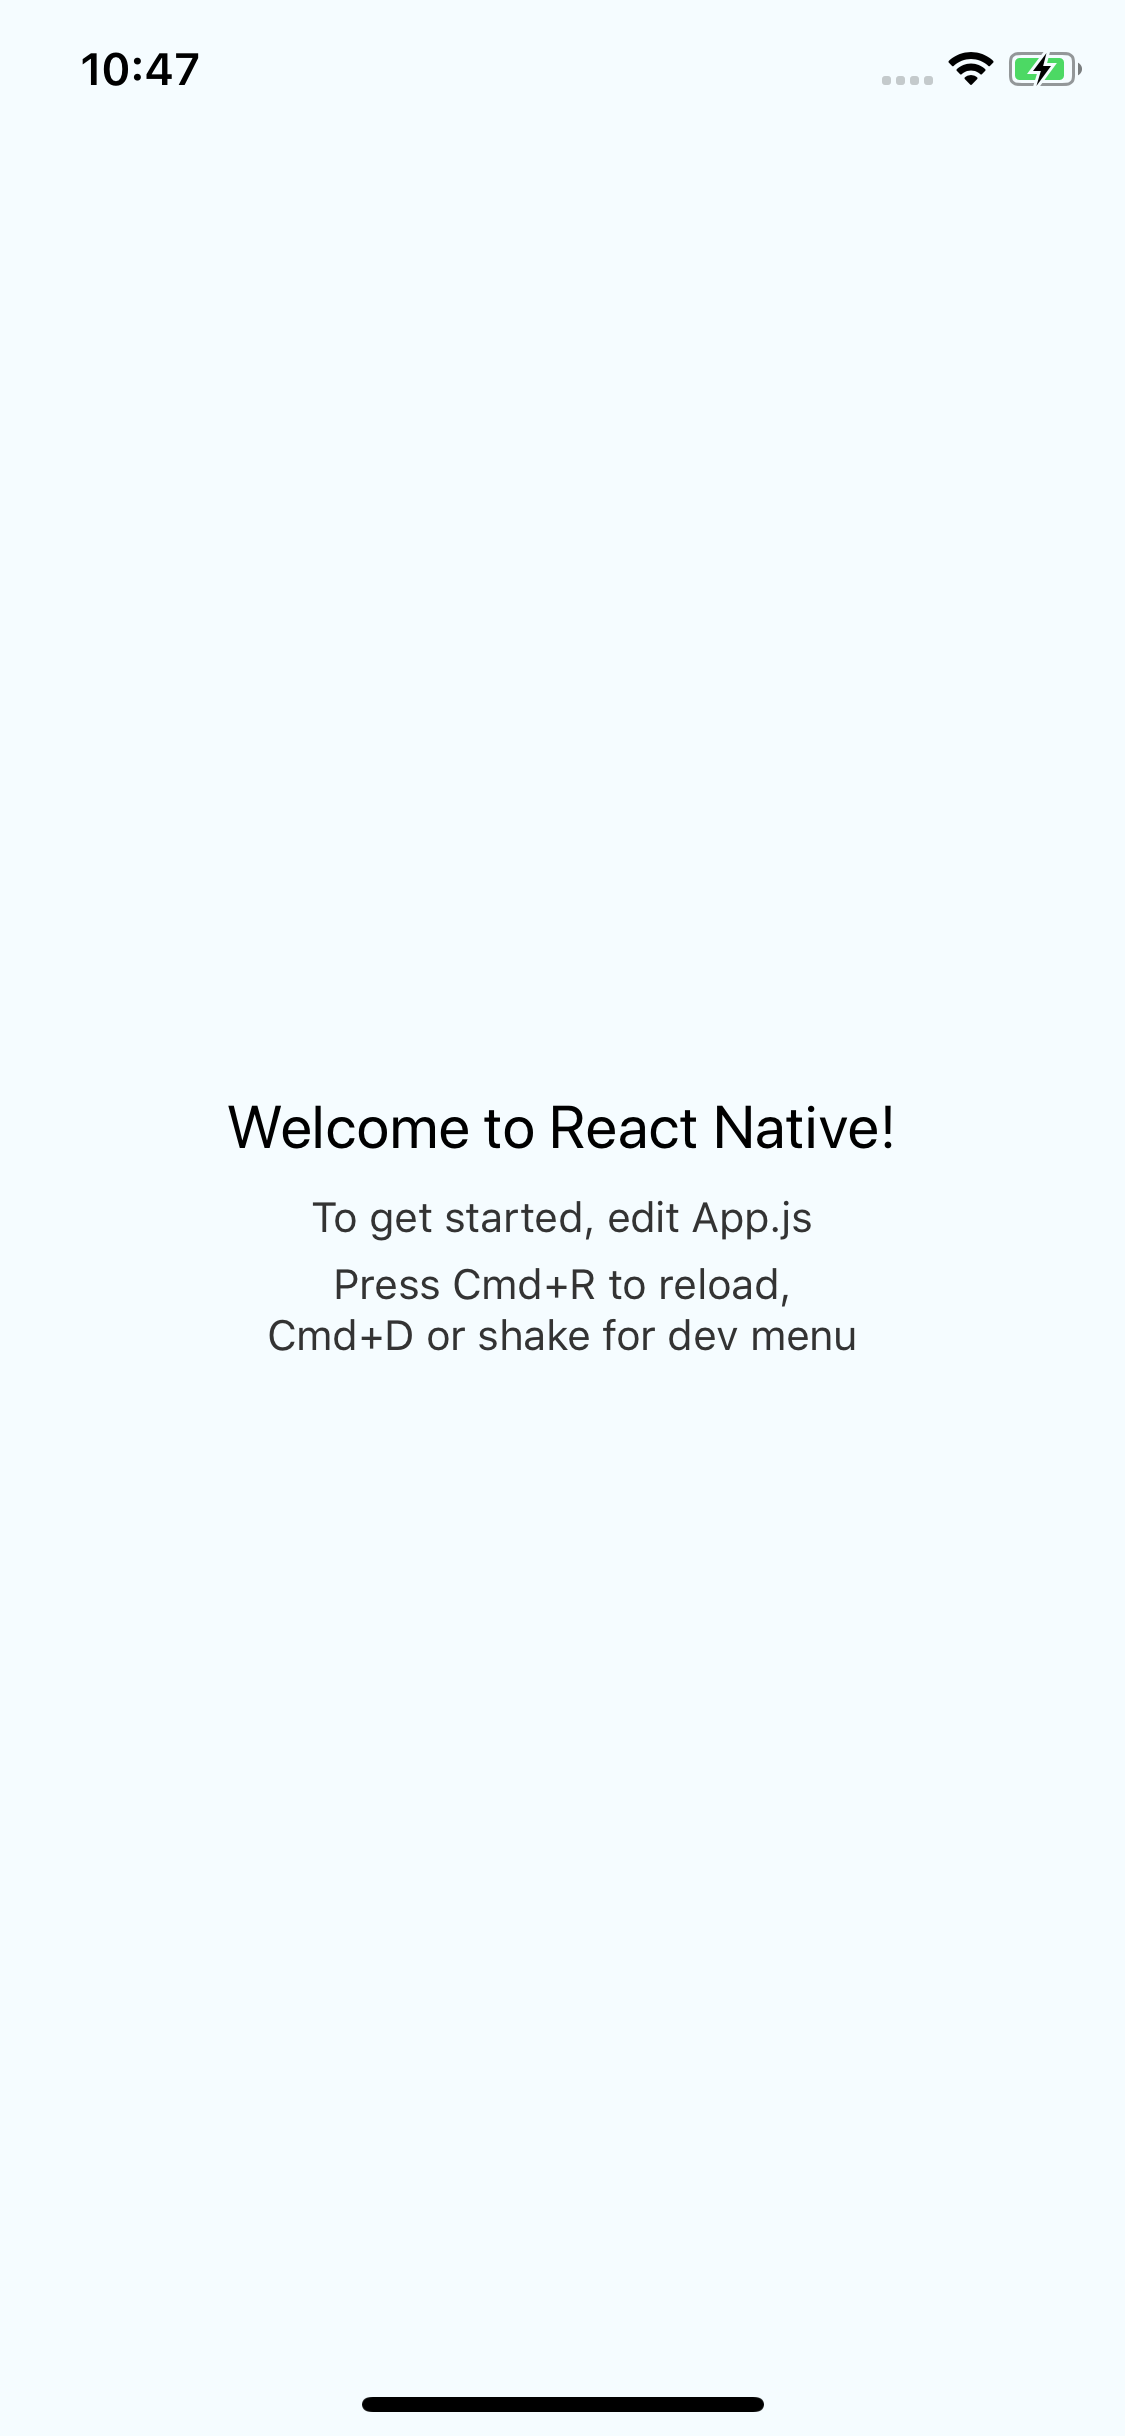 10:47
Welcome to React Native!
To get started, edit App.js
Press Cmd+R to reload,
Cmd+D or shake for dev menu